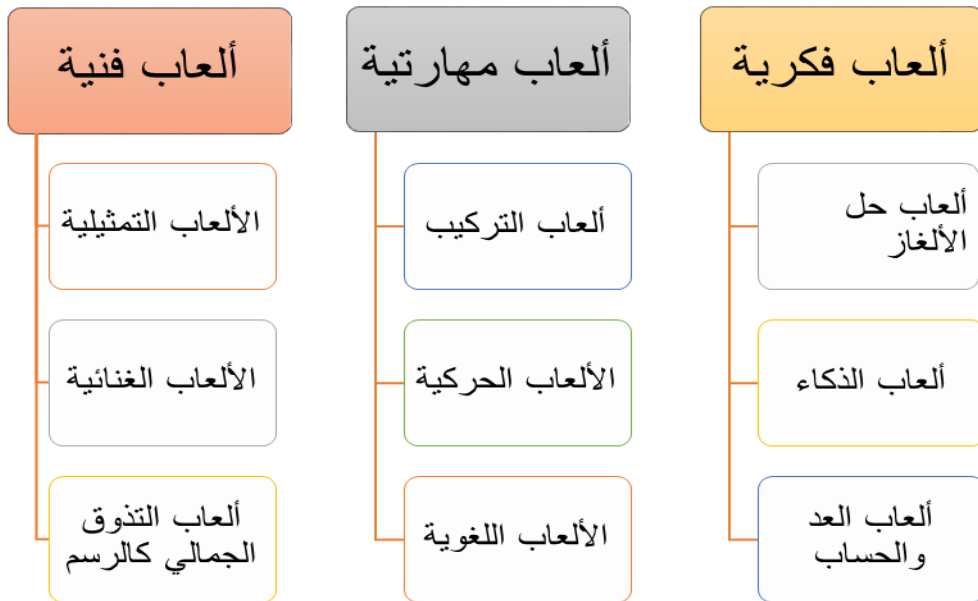 ألعاب فكرية
ألعاب حل
الألغاز
ألعاب الذكاء
ألعاب العد
والحساب
ألعاب مهارتية
ألعاب التركيب
الألعاب الحركية
الألعاب اللغوية
ألعاب فنية
الألعاب التمثيلية
الألعاب الغنائية
ألعاب التذوق
الجمالي كالرسم